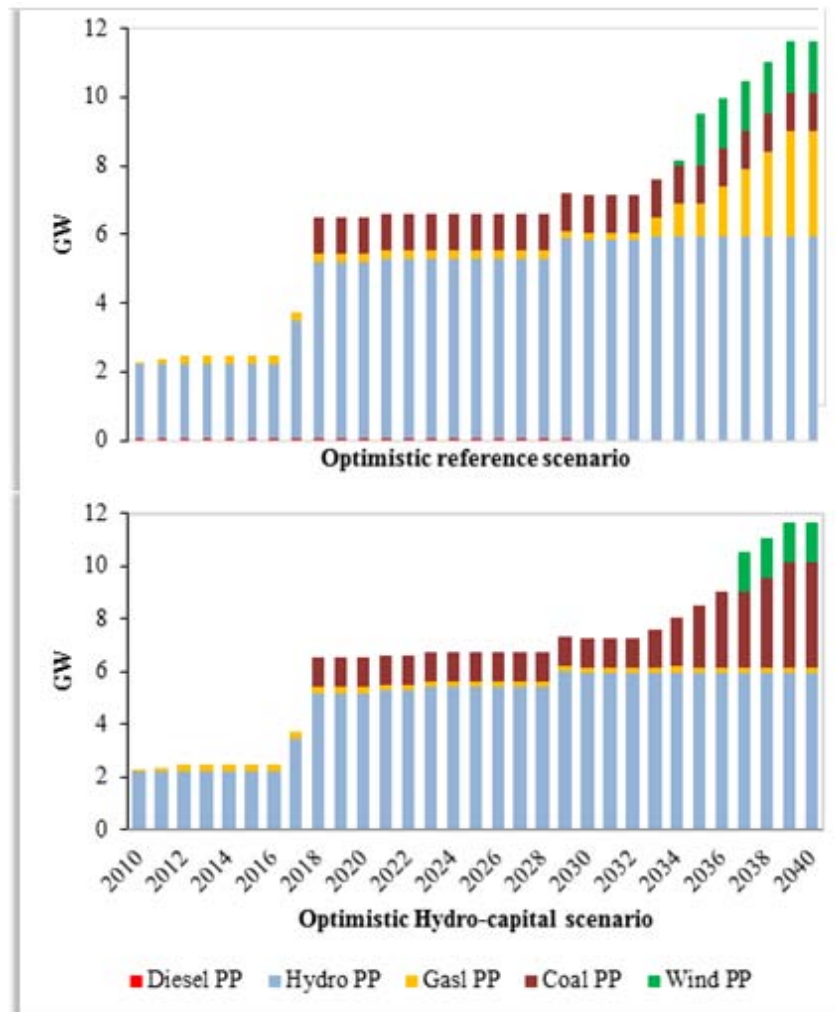 12
10
8
6
4
2
0
GW
Optimistic reference scenario
12
10
8
6
4
2
0
GW
2010 2012 2014 2016 2018 2020 2022 2024 2026 2028 2030 2032 2034 2036 2038 2040
Optimistic Hydro-capital scenario
Diesel PP Hydro PP Gasl PP Coal PP Wind PP